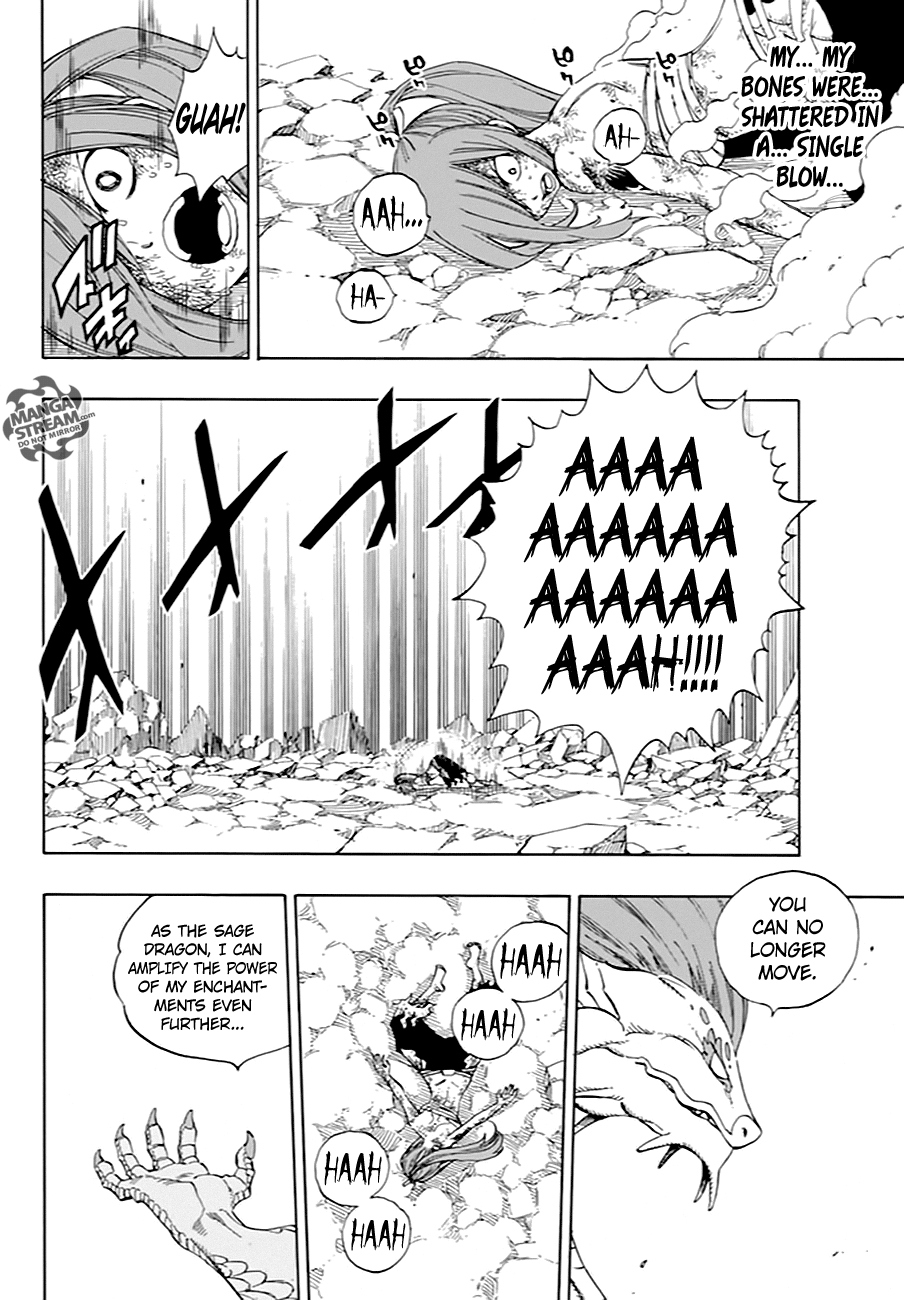 MY... MY
BONES WERE...
SHATTERED IN
A... SINGLE
BLOW...
AH-
AAH...
HA-
GUAH!
MANGA
STREAM.com
DO NOT MIRROR!
AAAA
AAAAAA
AAAAAA
AAAH!!!!
YOU
CAN NO
LONGER
MOVE.
HAAH
HAAH
HAAH
HAAH
AS THE SAGE
DRAGON, I CAN
AMPLIFY THE POWER
OF MY ENCHANT-
MENTS EVEN
FURTHER...